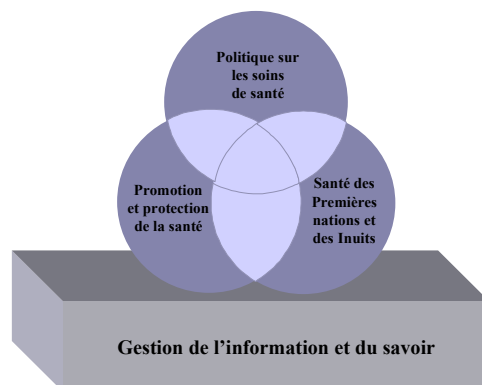 Politique sur
les soins
de santé
Promotion
et protection
de la santé
Santé des
Premières
nations et
des Inuits
Gestion de l’information et du savoir